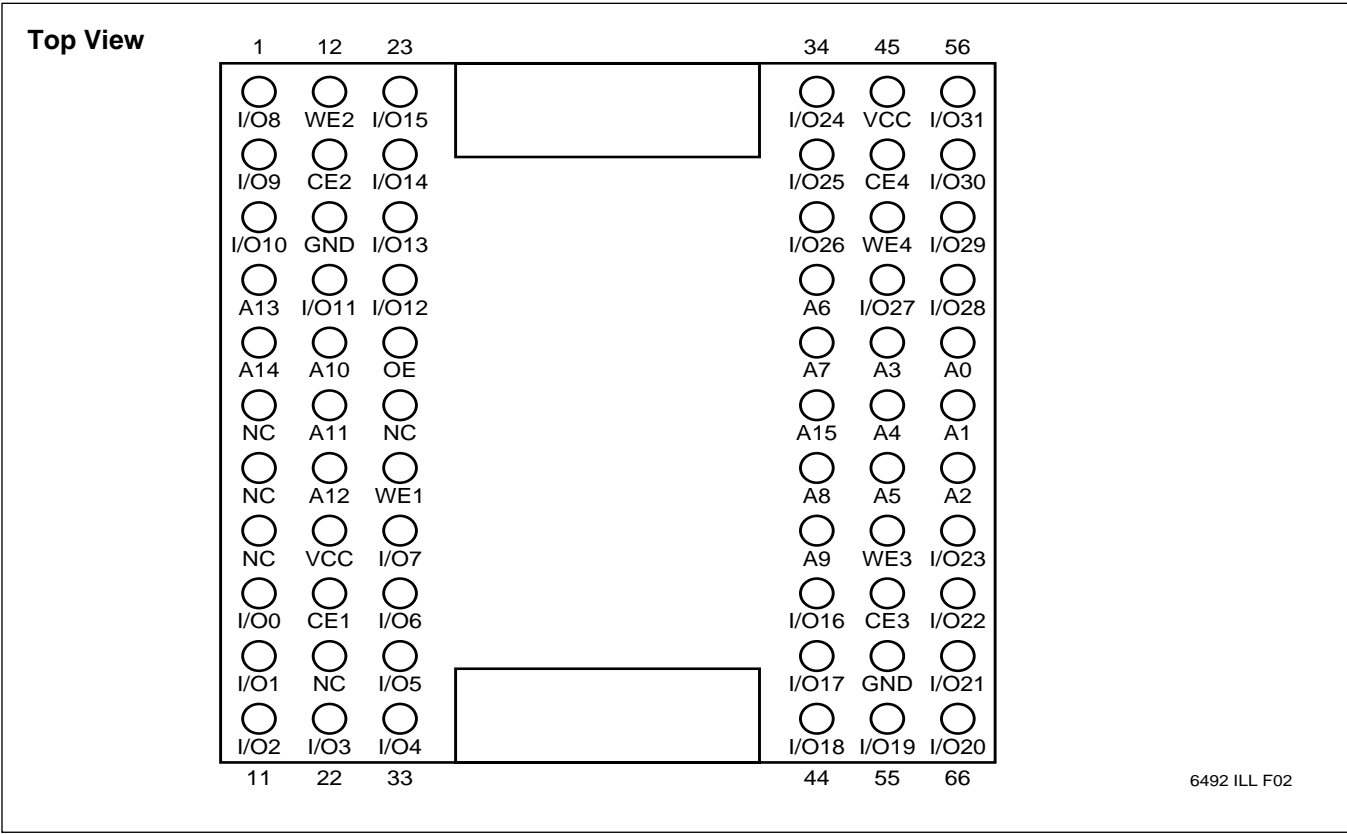 Top View
1 12 23 34 45 56
I/O8 WE2 I/O15 I/O24 VCC I/O31
I/O9 CE2 I/O14 I/O25 CE4 I/O30
I/O10 GND I/O13 I/O26 WE4 I/O29
A13 I/O11 I/O12 A6 I/O27 I/O28
A14 A10 OE A7 A3 A0
NC A11 NC A15 A4 A1
NC A12 WE1 A8 A5 A2
NC VCC I/O7 A9 WE3 I/O23
I/O0 CE1 I/O6 I/O16 CE3 I/O22
I/O1 NC I/O5 I/O17 GND I/O21
I/O2 I/O3 I/O4 I/O18 I/O19 I/O20
11 22 33 44 55 66
6492 ILL F02